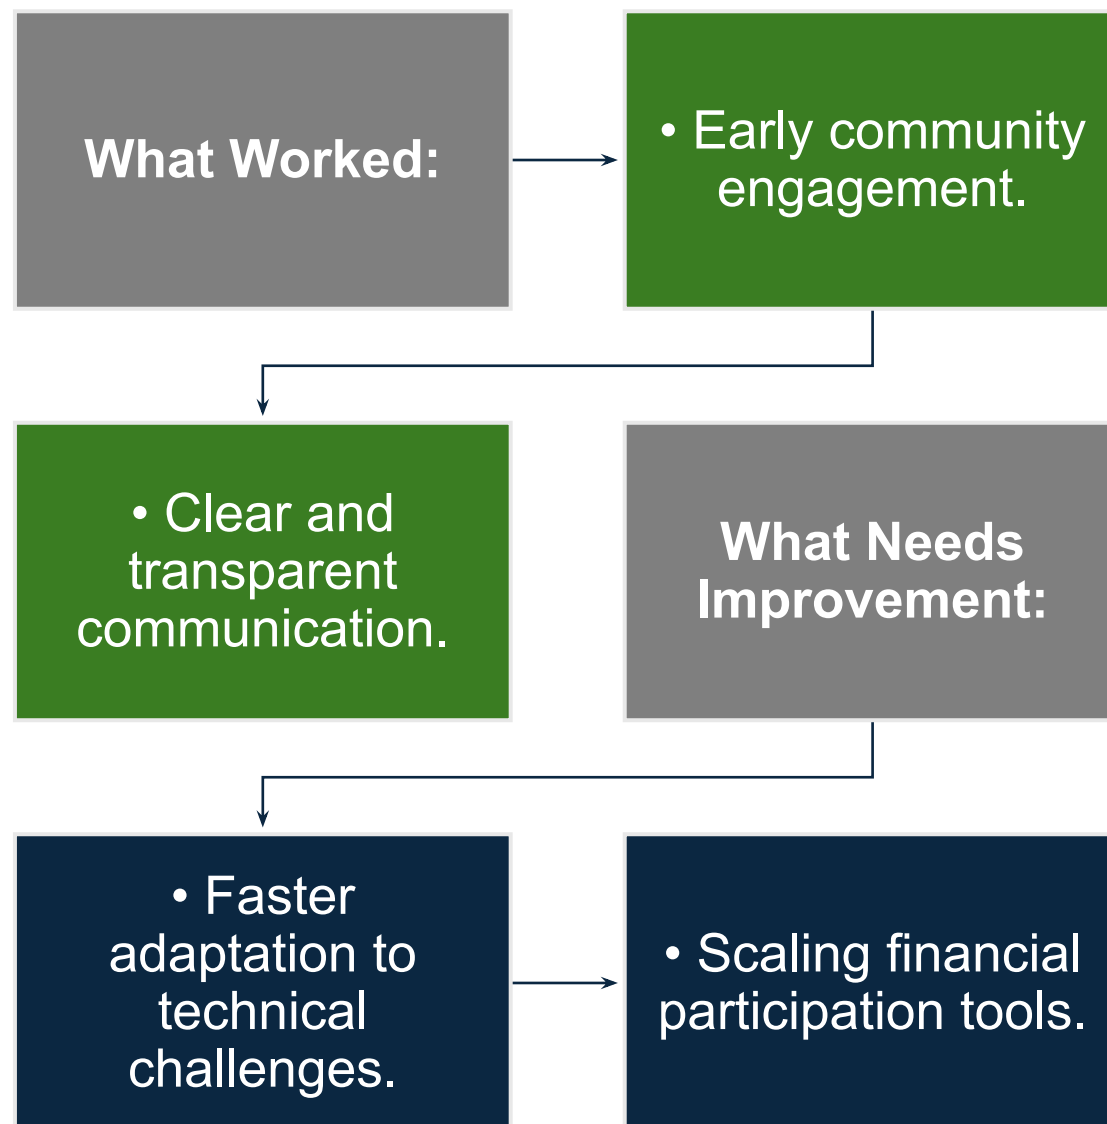 What Worked:
• Early community
engagement.
• Clear and
transparent
communication.
What Needs
Improvement:
• Faster
adaptation to
technical
challenges.
• Scaling financial
participation tools.